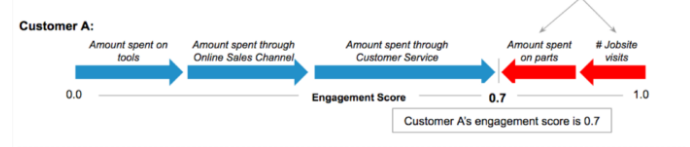 Customer A:
Amount spent on
tools
Amount spent through
Online Sales Channel
Amount spent through
Customer Service
Amount spent
on parts
# Jobsite
visits
0.0
Engagement Score
0.7
1.0
Customer A's engagement score is 0.7